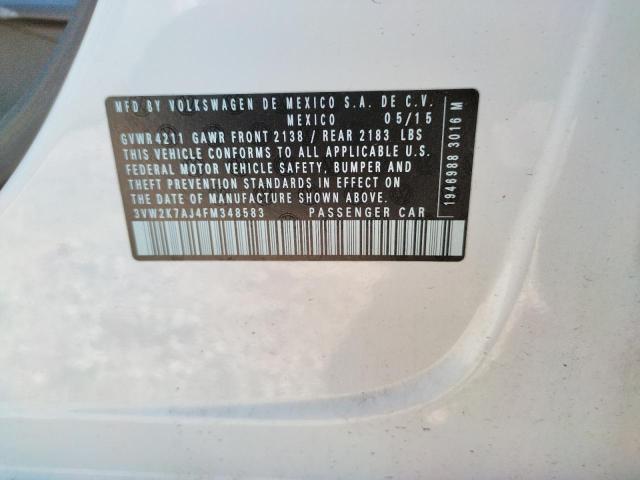 MFD BY VOLKSWAGEN DE MEXICO S.A. DE C.V.
MEXICO 05/15
GVWR 4211 GAWR FRONT 2138 / REAR 2183 LBS
THIS VEHICLE CONFORMS TO ALL APPLICABLE U.S.
FEDERAL MOTOR VEHICLE SAFETY, BUMPER AND
THEFT PREVENTION STANDARDS IN EFFECT ON
THE DATE OF MANUFACTURE SHOWN ABOVE.
3VW2K7AJ4FM348583 PASSENGER CAR
1946988 3016 M